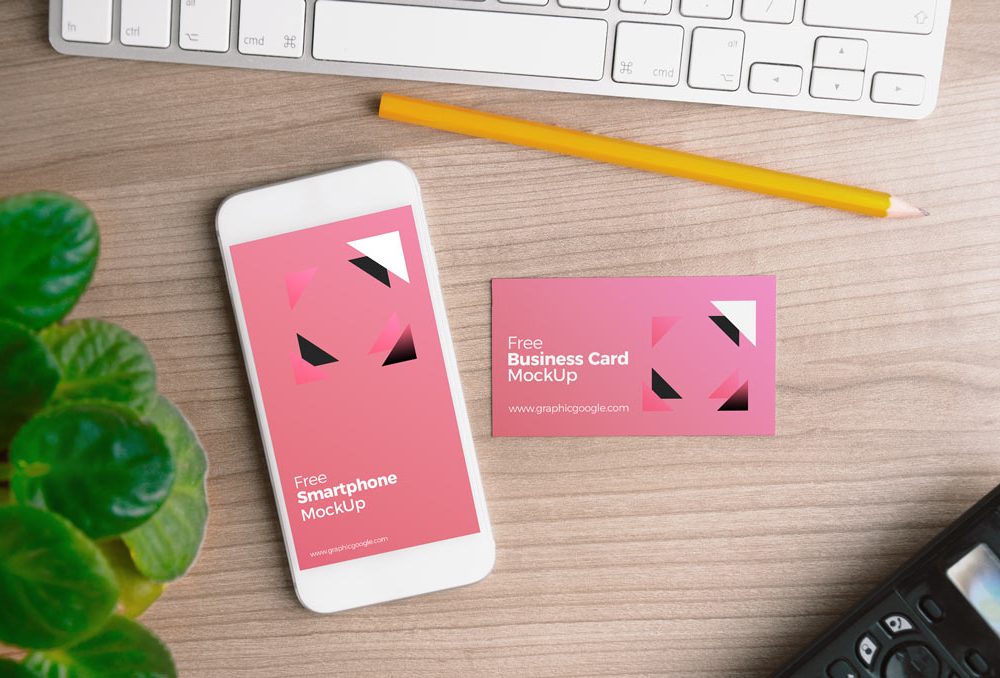 fn
ctrl
alt
cmd ⌘
⌘ cmd
alt
Free
Smartphone
MockUp
www.graphicgoogle.com
Free
Business Card
MockUp
www.graphicgoogle.com